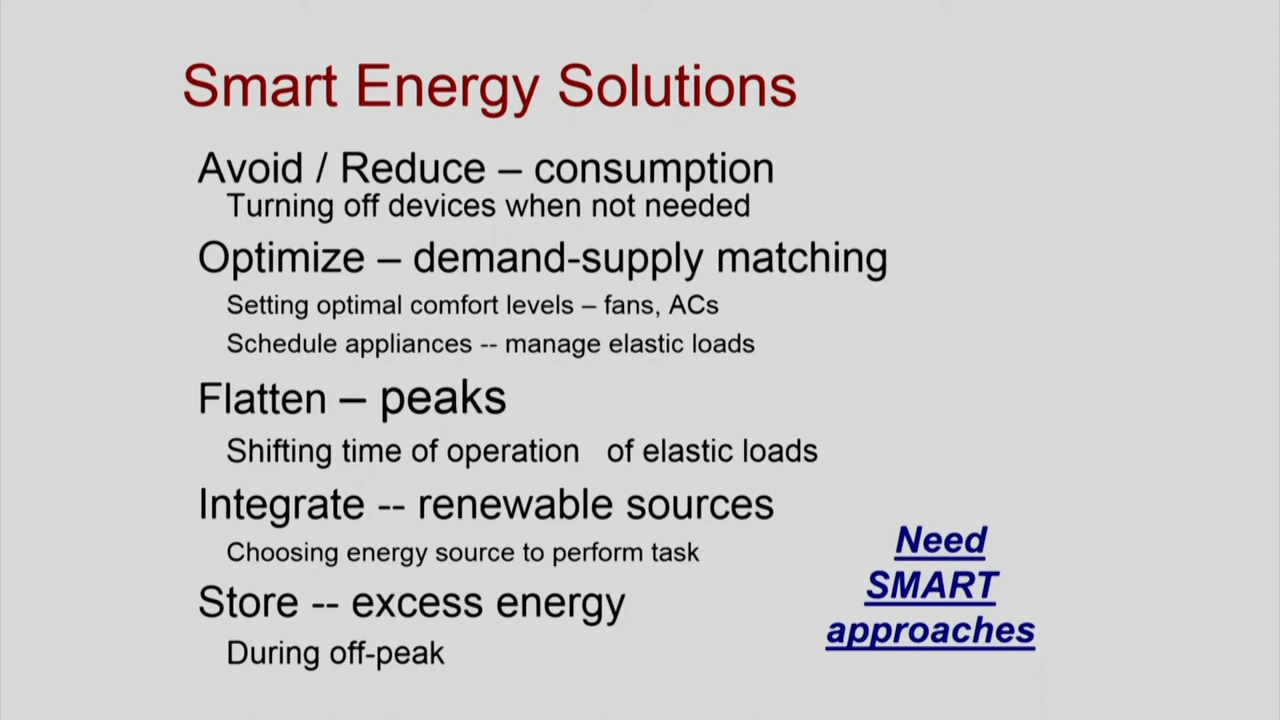 Smart Energy Solutions
Avoid / Reduce – consumption
Turning off devices when not needed
Optimize – demand-supply matching
Setting optimal comfort levels – fans, ACs
Schedule appliances -- manage elastic loads
Flatten – peaks
Shifting time of operation of elastic loads
Integrate -- renewable sources
Choosing energy source to perform task
Store -- excess energy
During off-peak
Need
SMART
approaches